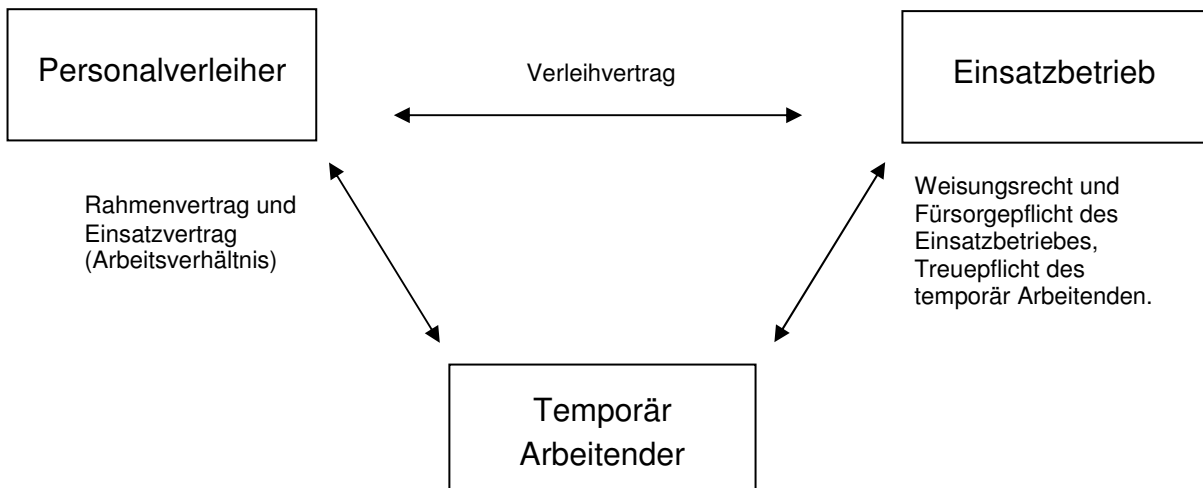 Personalverleiher
Verleihvertrag
Einsatzbetrieb
Rahmenvertrag und
Einsatzvertrag
(Arbeitsverhältnis)
Weisungsrecht und
Fürsorgepflicht des
Einsatzbetriebes,
Treuepflicht des
temporär Arbeitenden.
Temporär
Arbeitender